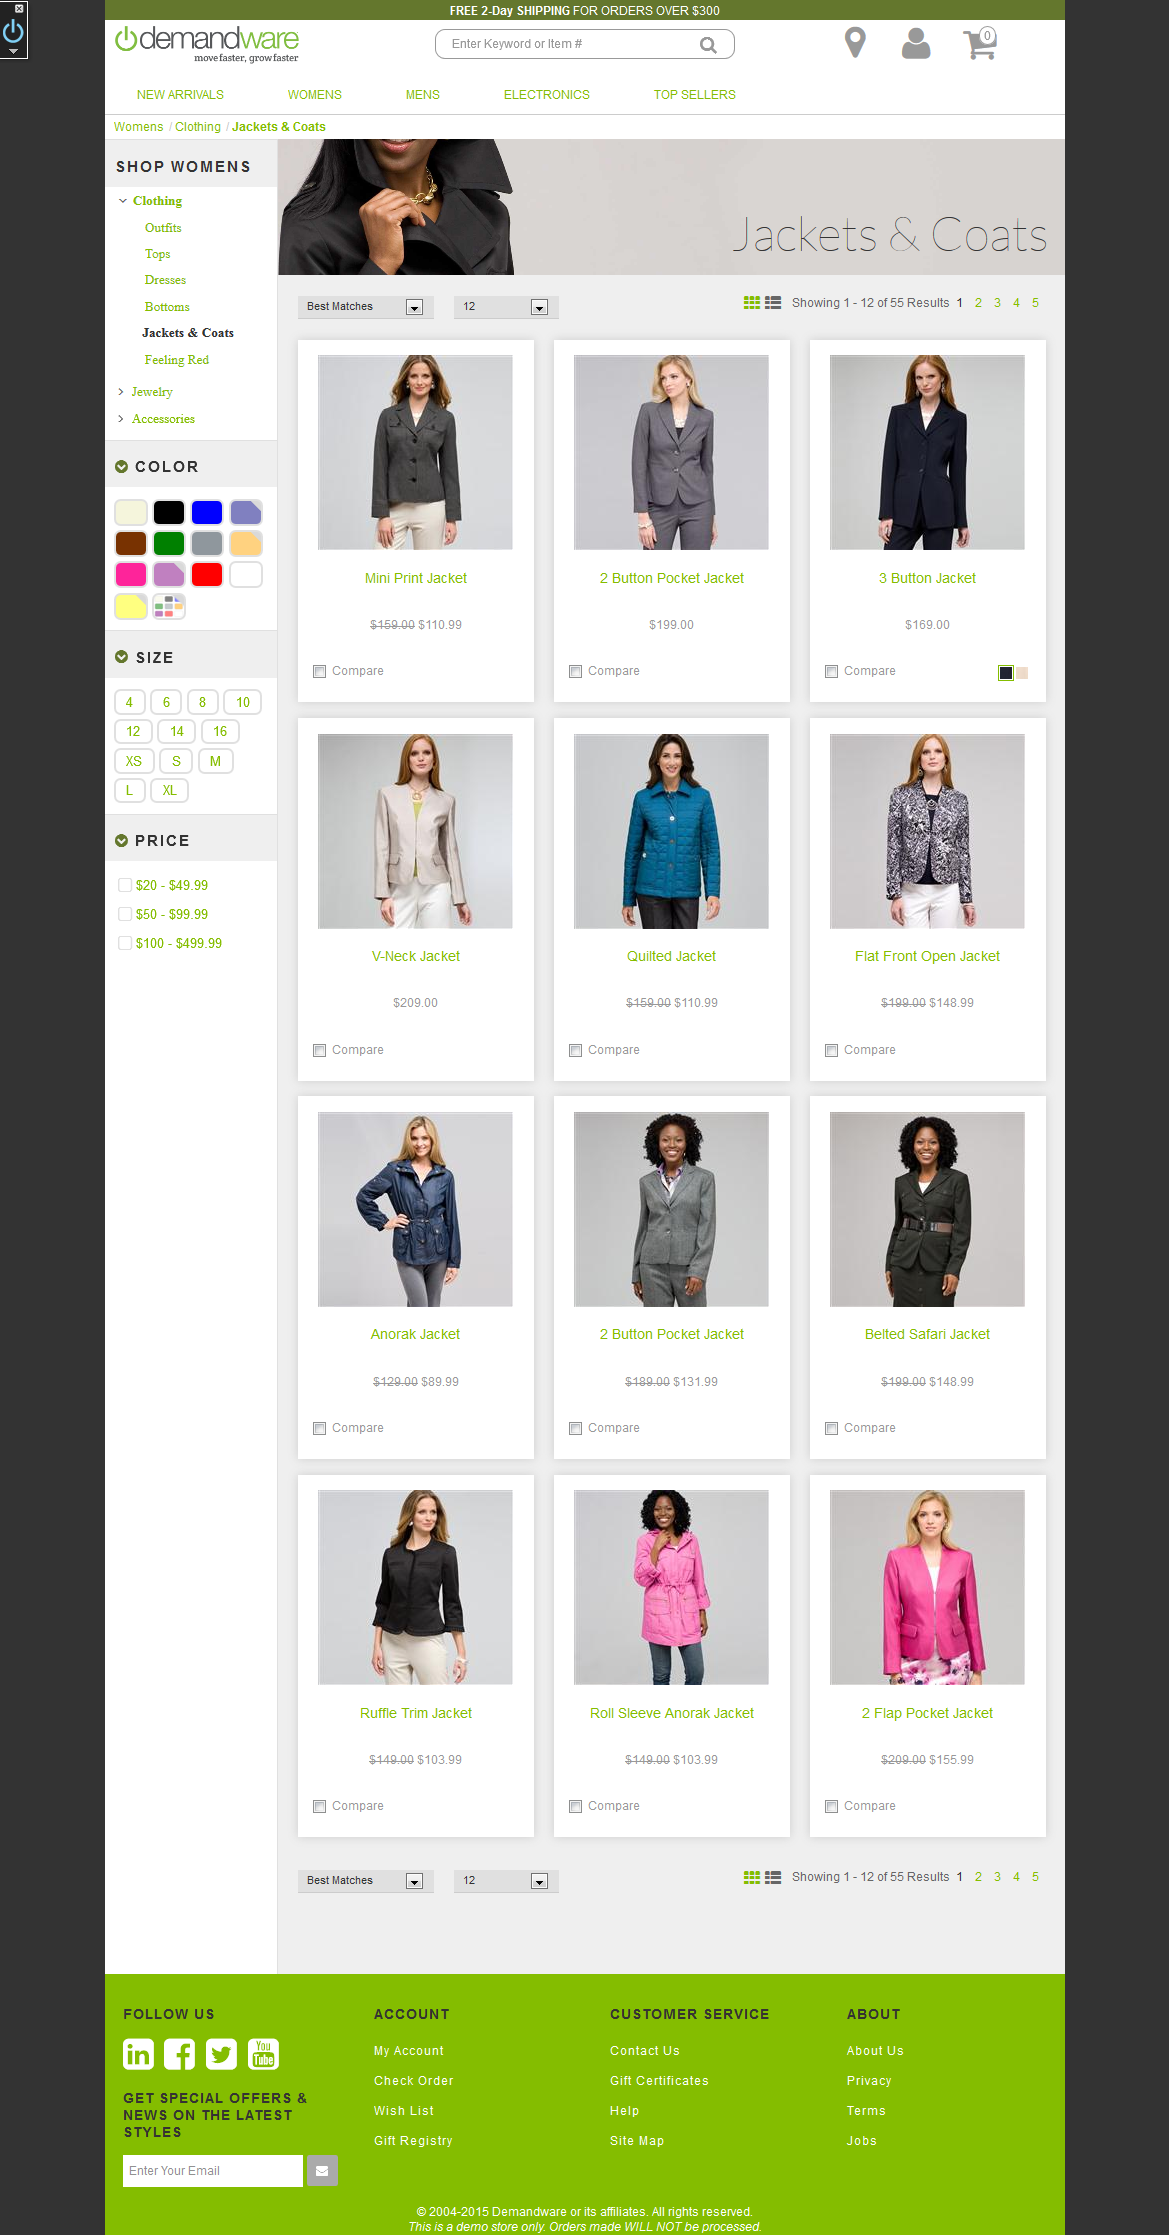 FREE 2-Day SHIPPING FOR ORDERS OVER $300
demandware
move faster, grow faster
Enter Keyword or Item #
0
NEW ARRIVALS WOMENS MENS ELECTRONICS TOP SELLERS
Womens / Clothing / Jackets & Coats
SHOP WOMENS
Clothing
Outfits
Tops
Dresses
Bottoms
Jackets & Coats
Feeling Red
Jewelry
Accessories
COLOR
SIZE
4 6 8 10
12 14 16
XS S M
L XL
PRICE
$20 - $49.99
$50 - $99.99
$100 - $499.99
Jackets & Coats
Best Matches 12 Showing 1 - 12 of 55 Results 1 2 3 4 5
Mini Print Jacket
$159.00 $110.99
Compare
2 Button Pocket Jacket
$199.00
Compare
3 Button Jacket
$169.00
Compare
V-Neck Jacket
$209.00
Compare
Quilted Jacket
$159.00 $110.99
Compare
Flat Front Open Jacket
$199.00 $148.99
Compare
Anorak Jacket
$129.00 $89.99
Compare
2 Button Pocket Jacket
$189.00 $131.99
Compare
Belted Safari Jacket
$199.00 $148.99
Compare
Ruffle Trim Jacket
$149.00 $103.99
Compare
Roll Sleeve Anorak Jacket
$149.00 $103.99
Compare
2 Flap Pocket Jacket
$209.00 $155.99
Compare
Best Matches 12 Showing 1 - 12 of 55 Results 1 2 3 4 5
FOLLOW US
in f You Tube
GET SPECIAL OFFERS &
NEWS ON THE LATEST
STYLES
Enter Your Email
ACCOUNT
My Account
Check Order
Wish List
Gift Registry
CUSTOMER SERVICE
Contact Us
Gift Certificates
Help
Site Map
ABOUT
About Us
Privacy
Terms
Jobs
© 2004-2015 Demandware or its affiliates. All rights reserved.
This is a demo store only. Orders made WILL NOT be processed.